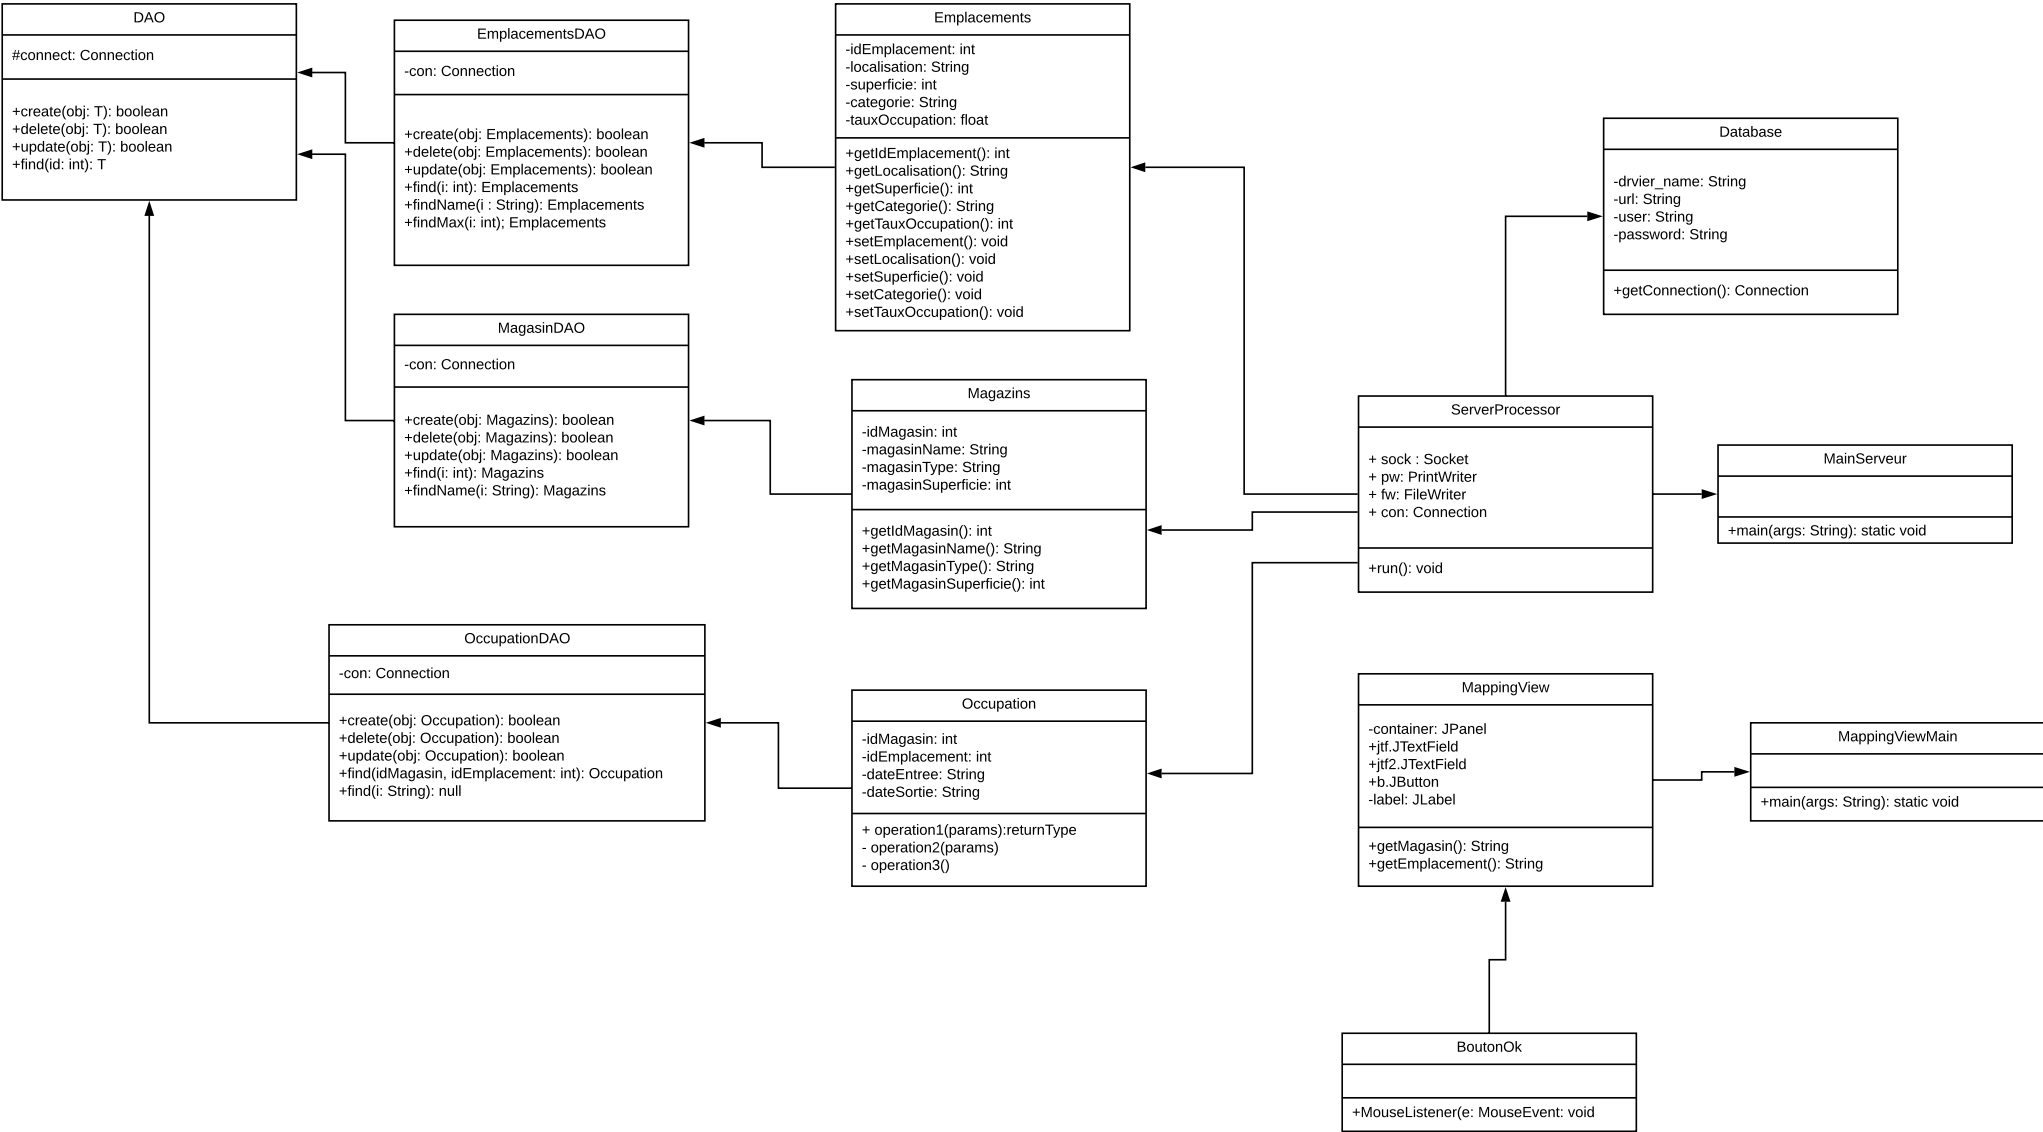 DAO
#connect: Connection
+create(obj: T): boolean
+delete(obj: T): boolean
+update(obj: T): boolean
+find(id: int): T
EmplacementsDAO
-con: Connection
+create(obj: Emplacements): boolean
+delete(obj: Emplacements): boolean
+update(obj: Emplacements): boolean
+find(i: int): Emplacements
+findName(i : String): Emplacements
+findMax(i: int); Emplacements
Emplacements
-idEmplacement: int
-localisation: String
-superficie: int
-categorie: String
-tauxOccupation: float
+getIdEmplacement(): int
+getLocalisation(): String
+getSuperficie(): int
+getCategorie(): String
+getTauxOccupation(): int
+setEmplacement(): void
+setLocalisation(): void
+setSuperficie(): void
+setCategorie(): void
+setTauxOccupation(): void
Database
-drvier_name: String
-url: String
-user: String
-password: String
+getConnection(): Connection
MagasinDAO
-con: Connection
+create(obj: Magazins): boolean
+delete(obj: Magazins): boolean
+update(obj: Magazins): boolean
+find(i: int): Magazins
+findName(i: String): Magazins
Magazins
-idMagasin: int
-magasinName: String
-magasinType: String
-magasinSuperficie: int
+getIdMagasin(): int
+getMagasinName(): String
+getMagasinType(): String
+getMagasinSuperficie(): int
ServerProcessor
+ sock : Socket
+ pw: PrintWriter
+ fw: FileWriter
+ con: Connection
+run(): void
MainServeur
+main(args: String): static void
OccupationDAO
-con: Connection
+create(obj: Occupation): boolean
+delete(obj: Occupation): boolean
+update(obj: Occupation): boolean
+find(idMagasin, idEmplacement: int): Occupation
+find(i: String): null
Occupation
-idMagasin: int
-idEmplacement: int
-dateEntree: String
-dateSortie: String
+ operation1(params):returnType
- operation2(params)
- operation3()
MappingView
-container: JPanel
+jtf.JTextField
+jtf2.JTextField
+b.JButton
-label: JLabel
+getMagasin(): String
+getEmplacement(): String
MappingViewMain
+main(args: String): static void
BoutonOk
+MouseListener(e: MouseEvent: void